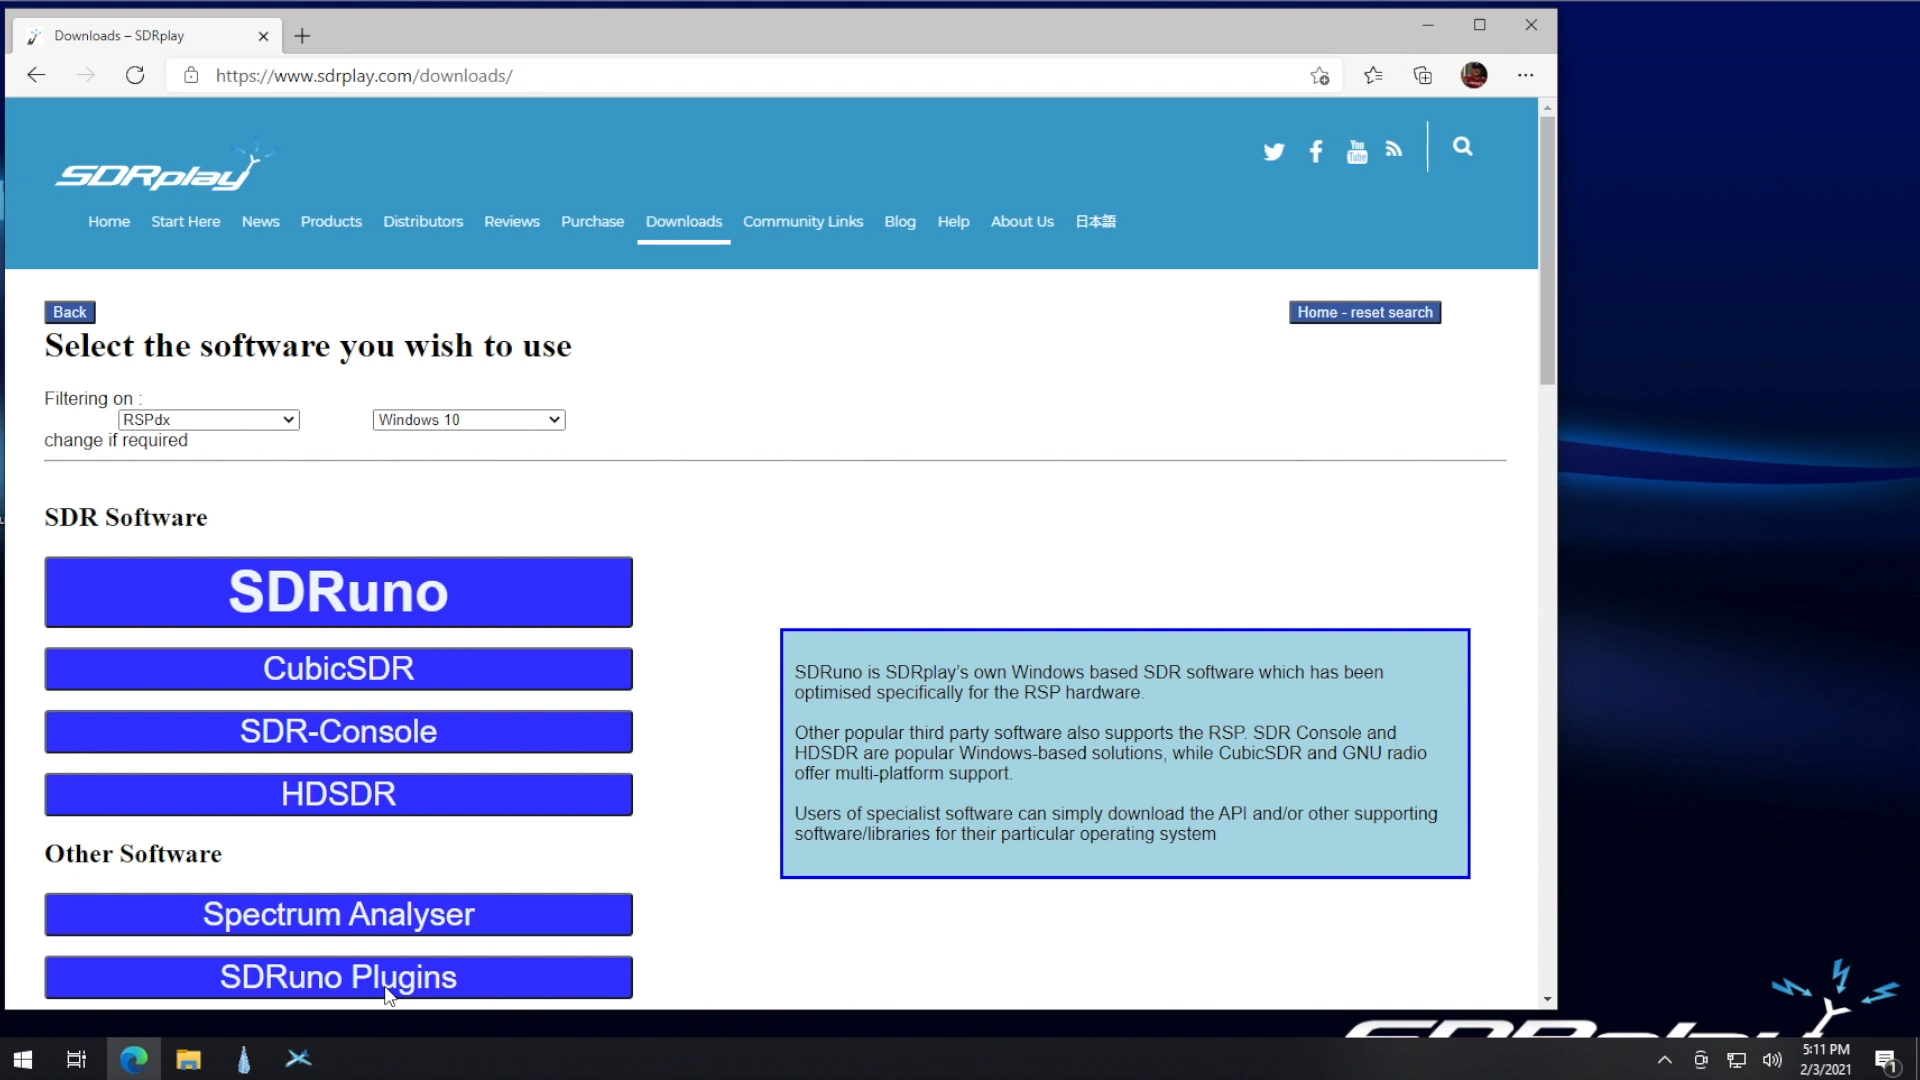 Downloads – SDRplay
https://www.sdrplay.com/downloads/
You
Tube
SDRplay
Home Start Here News Products Distributors Reviews Purchase Downloads Community Links Blog Help About Us 日本語
Back
Home - reset search
Select the software you wish to use
Filtering on :
RSPdx Windows 10
change if required
SDR Software
SDRuno
CubicSDR
SDR-Console
HDSDR
SDRuno is SDRplay’s own Windows based SDR software which has been
optimised specifically for the RSP hardware.
Other popular third party software also supports the RSP. SDR Console and
HDSDR are popular Windows-based solutions, while CubicSDR and GNU radio
offer multi-platform support.
Users of specialist software can simply download the API and/or other supporting
software/libraries for their particular operating system
Other Software
Spectrum Analyser
SDRuno Plugins
5:11 PM
2/3/2021
1